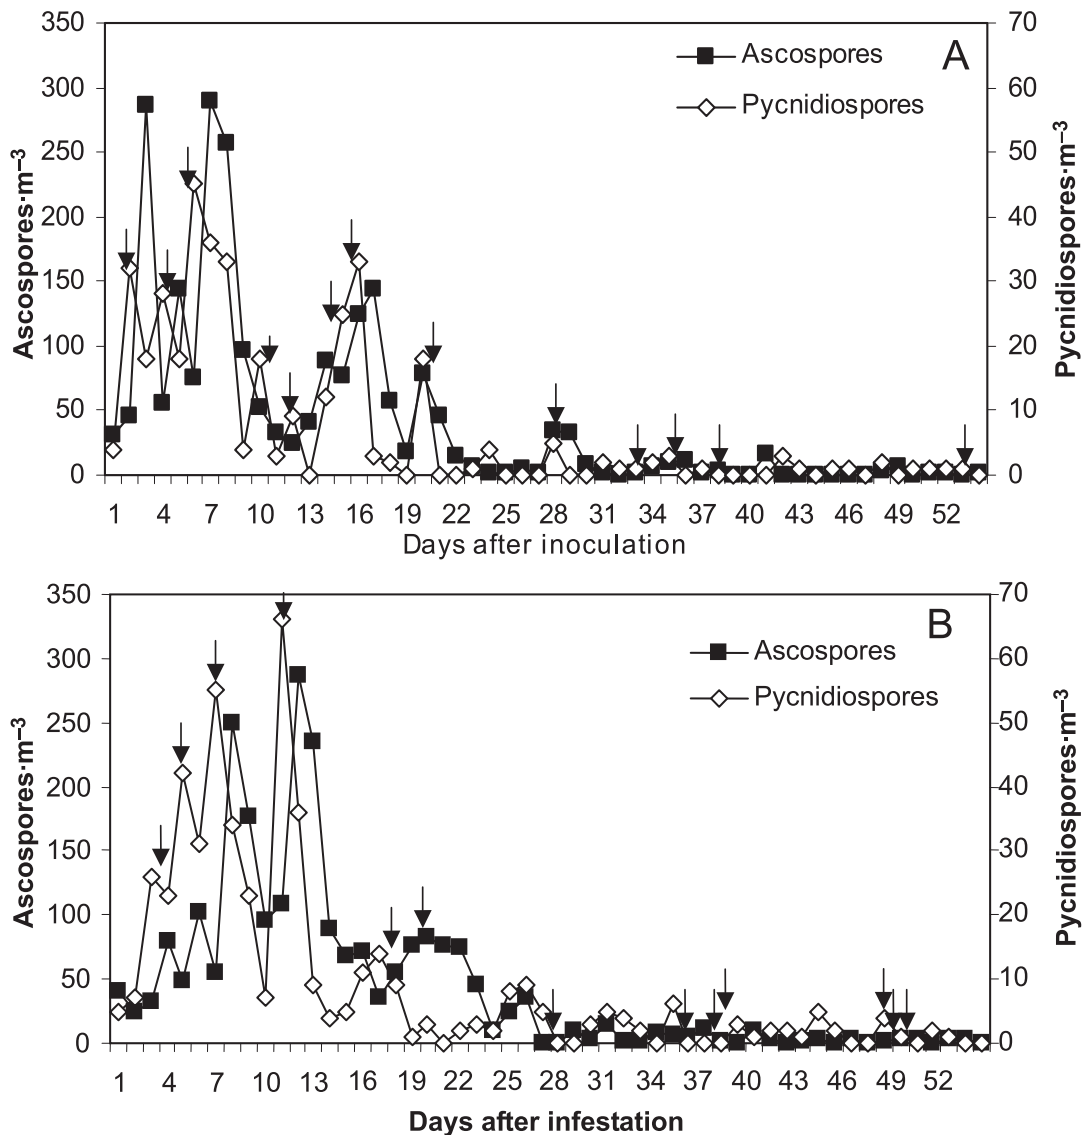 350
300
250
200
150
100
50
0
Ascospores·m⁻³
A
Ascospores
Pycnidiospores
70
60
50
40
30
20
10
0
Pycnidiospores·m⁻³
1 4 7 10 13 16 19 22 25 28 31 34 37 40 43 46 49 52
Days after inoculation
350
300
250
200
150
100
50
0
Ascospores·m⁻³
B
Ascospores
Pycnidiospores
70
60
50
40
30
20
10
0
Pycnidiospores·m⁻³
1 4 7 10 13 16 19 22 25 28 31 34 37 40 43 46 49 52
Days after infestation